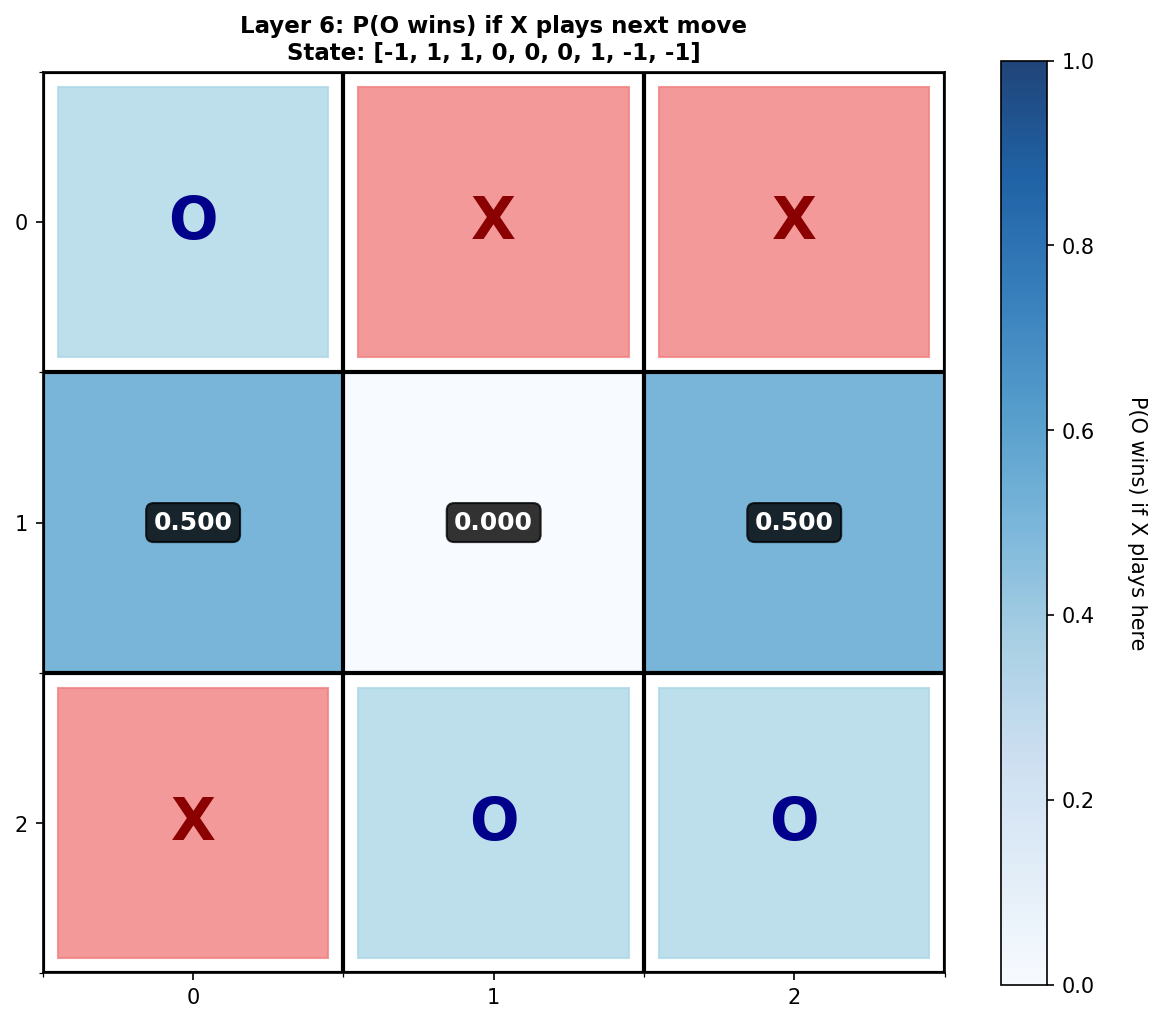 Layer 6: P(O wins) if X plays next move
State: [-1, 1, 1, 0, 0, 0, 1, -1, -1]
1.0
0 O X X
0.8
0.6
1 0.500 0.000 0.500
P(O wins) if X plays here
0.4
0.2
2 X O O
0.0
0 1 2